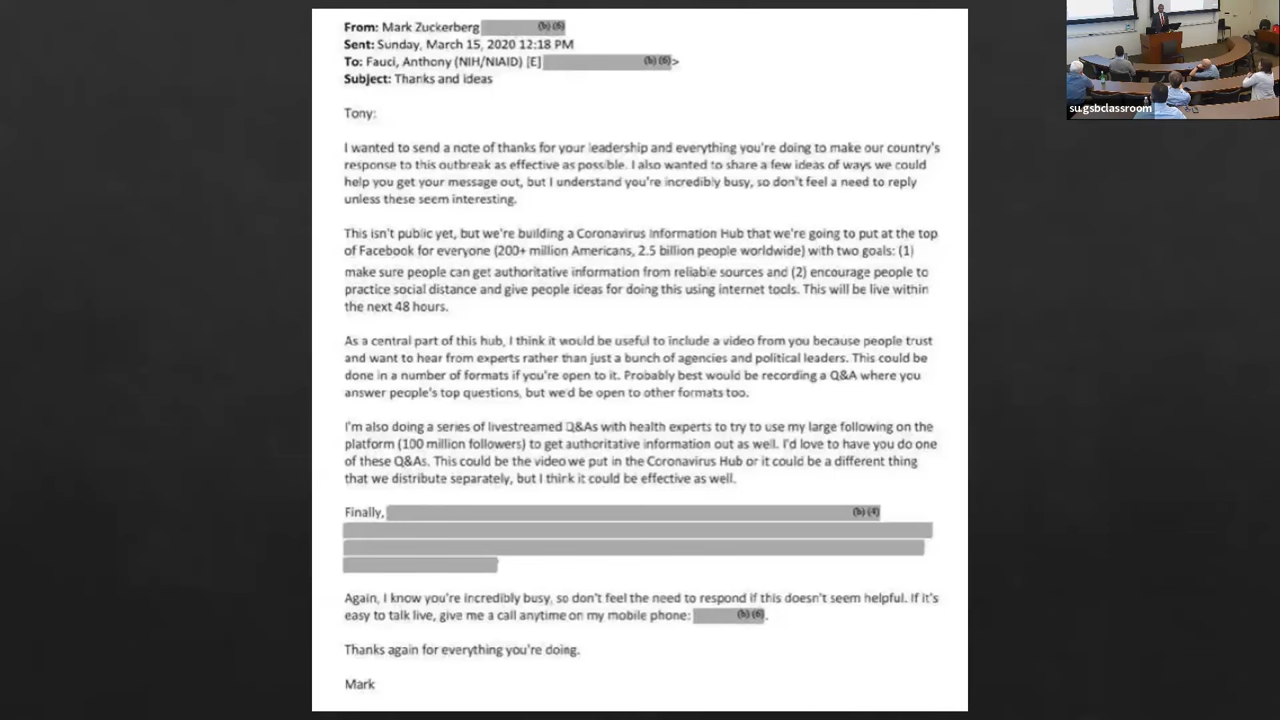 From: Mark Zuckerberg (b) (6)
Sent: Sunday, March 15, 2020 12:18 PM
To: Fauci, Anthony (NIH/NIAID) [E] (b) (6)>
Subject: Thanks and ideas
Tony:
I wanted to send a note of thanks for your leadership and everything you're doing to make our country's
response to this outbreak as effective as possible. I also wanted to share a few ideas of ways we could
help you get your message out, but I understand you're incredibly busy, so don't feel a need to reply
unless these seem interesting.
This isn't public yet, but we're building a Coronavirus Information Hub that we're going to put at the top
of Facebook for everyone (200+ million Americans, 2.5 billion people worldwide) with two goals: (1)
make sure people can get authoritative information from reliable sources and (2) encourage people to
practice social distance and give people ideas for doing this using internet tools. This will be live within
the next 48 hours.
As a central part of this hub, I think it would be useful to include a video from you because people trust
and want to hear from experts rather than just a bunch of agencies and political leaders. This could be
done in a number of formats if you're open to it. Probably best would be recording a Q&A where you
answer people's top questions, but we'd be open to other formats too.
I'm also doing a series of livestreamed Q&As with health experts to try to use my large following on the
platform (100 million followers) to get authoritative information out as well. I'd love to have you do one
of these Q&As. This could be the video we put in the Coronavirus Hub or it could be a different thing
that we distribute separately, but I think it could be effective as well.
Finally, (b) (4)
Again, I know you're incredibly busy, so don't feel the need to respond if this doesn't seem helpful. If it's
easy to talk live, give me a call anytime on my mobile phone: (b) (6).
Thanks again for everything you're doing.
Mark
su.gsbclassroom